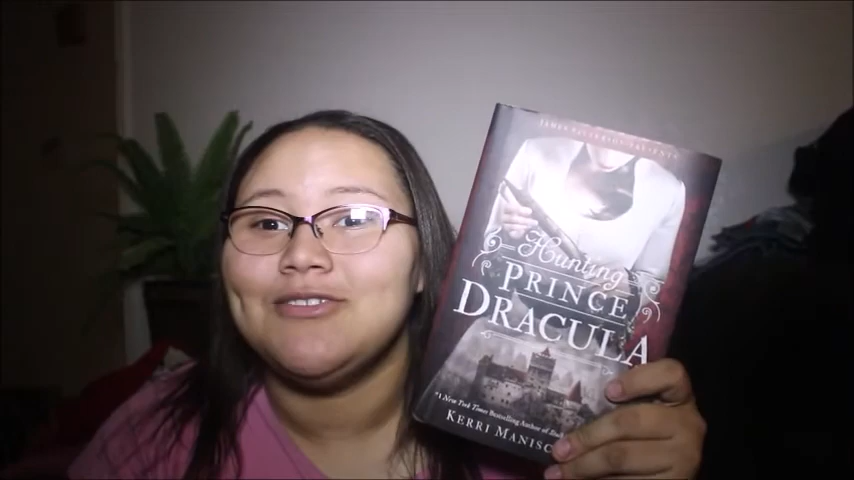 JAMES PATTERSON PRESENTS
Hunting
PRINCE
DRACULA
#1 New York Times Bestselling Author of
KERRI MANISC